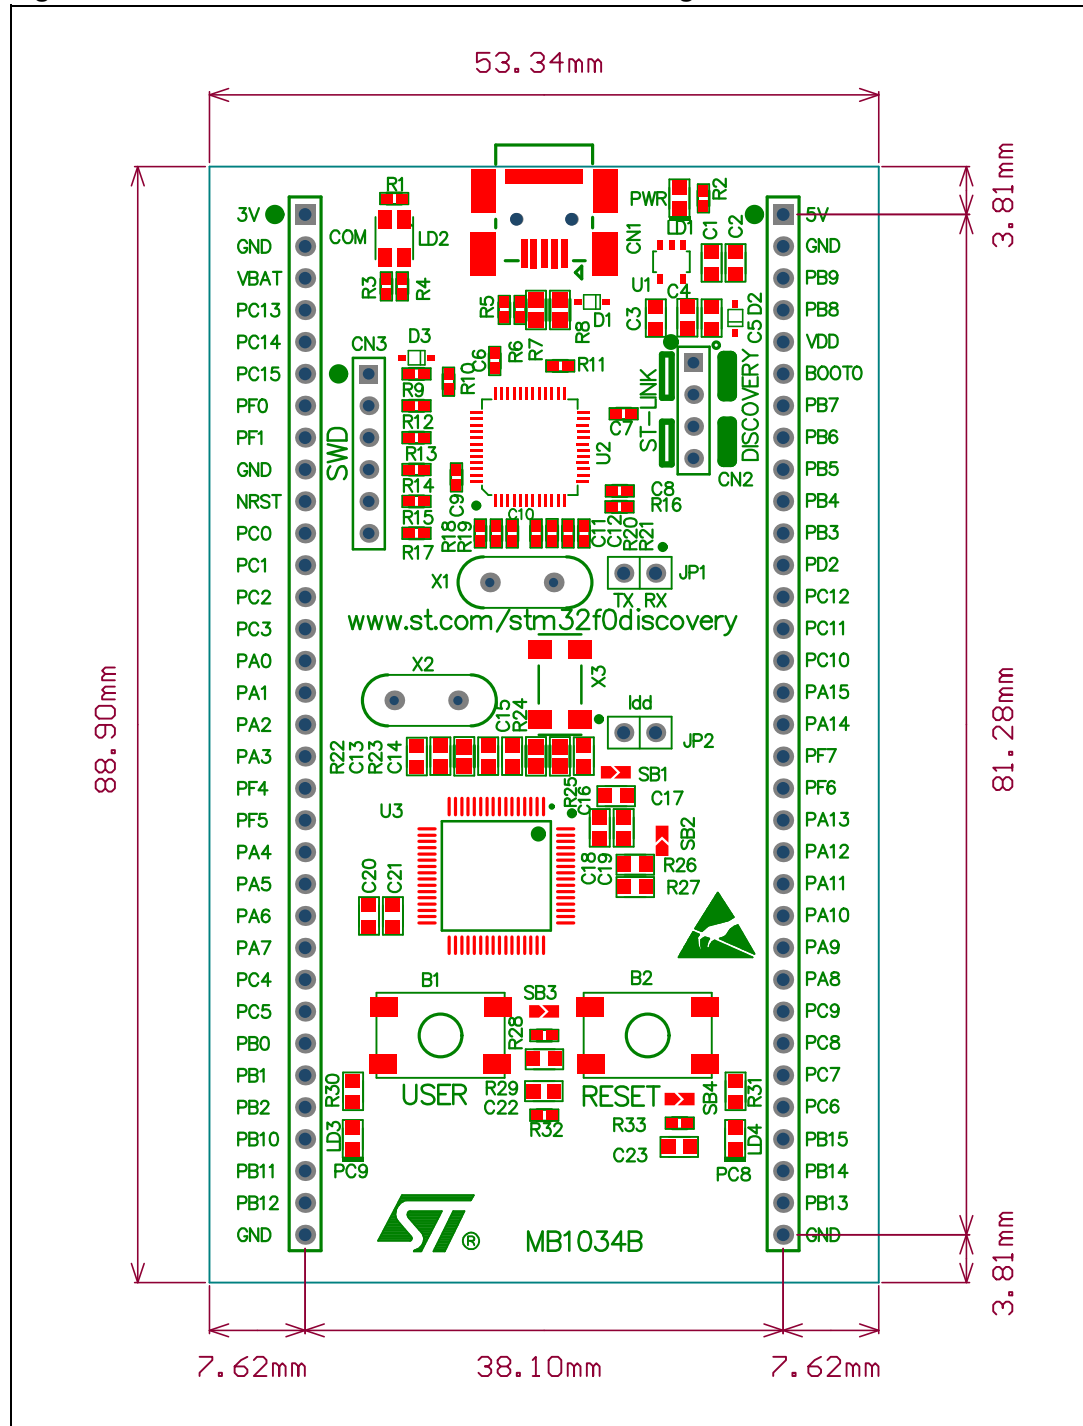 53.34mm
3.81mm
88.90mm
81.28mm
3.81mm
7.62mm
38.10mm
7.62mm
R1
PWR
R2
LD1
C1
C2
COM
LD2
CN1
U1
R3
R4
C4
C3
D2
C5
R5
R6
R7
R8
D1
D3
CN3
C6
R11
R10
R9
R12
R13
R14
R15
R17
SWD
C9
C7
U2
ST-LINK
DISCOVERY
CN2
C8
R16
C10
R18
R19
C11
C12
R20
R21
X1
JP1
TX RX
www.st.com/stm32f0discovery
X2
X3
C15
R24
Idd
JP2
R22
C13
R23
C14
R25
C16
SB1
C17
U3
SB2
C18
C19
R26
R27
C20
C21
B1
SB3
B2
R28
USER
R29
C22
R32
RESET
SB4
R33
C23
R30
LD3
PC9
R31
LD4
PC8
ST ®
MB1034B
3V
GND
VBAT
PC13
PC14
PC15
PF0
PF1
GND
NRST
PC0
PC1
PC2
PC3
PA0
PA1
PA2
PA3
PF4
PF5
PA4
PA5
PA6
PA7
PC4
PC5
PB0
PB1
PB2
PB10
PB11
PB12
GND
5V
GND
PB9
PB8
VDD
BOOT0
PB7
PB6
PB5
PB4
PB3
PD2
PC12
PC11
PC10
PA15
PA14
PF7
PF6
PA13
PA12
PA11
PA10
PA9
PA8
PC9
PC8
PC7
PC6
PB15
PB14
PB13
GND